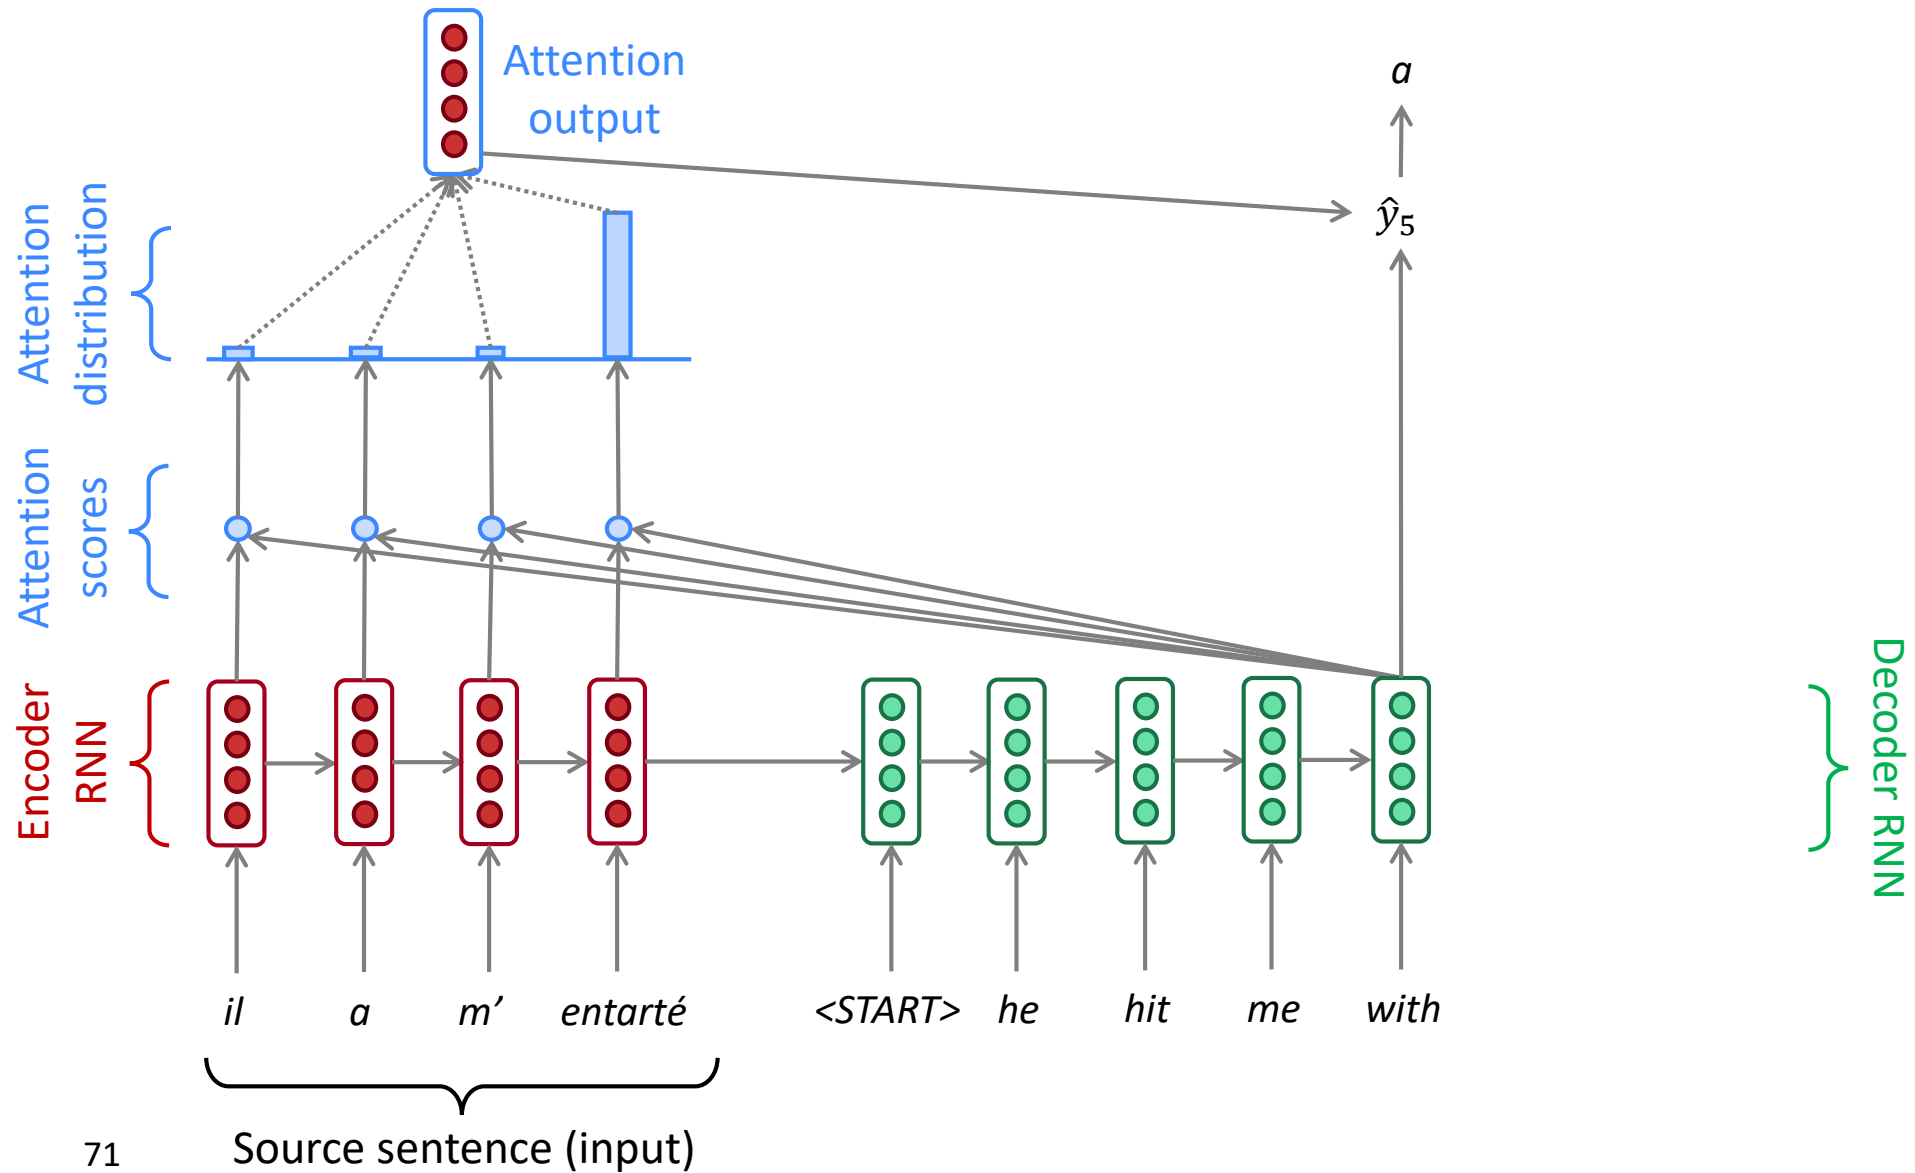 Attention
output
a
Attention
distribution
ŷ₅
Attention
scores
Encoder
RNN
Decoder RNN
il a m’ entarté <START> he hit me with
Source sentence (input)
71